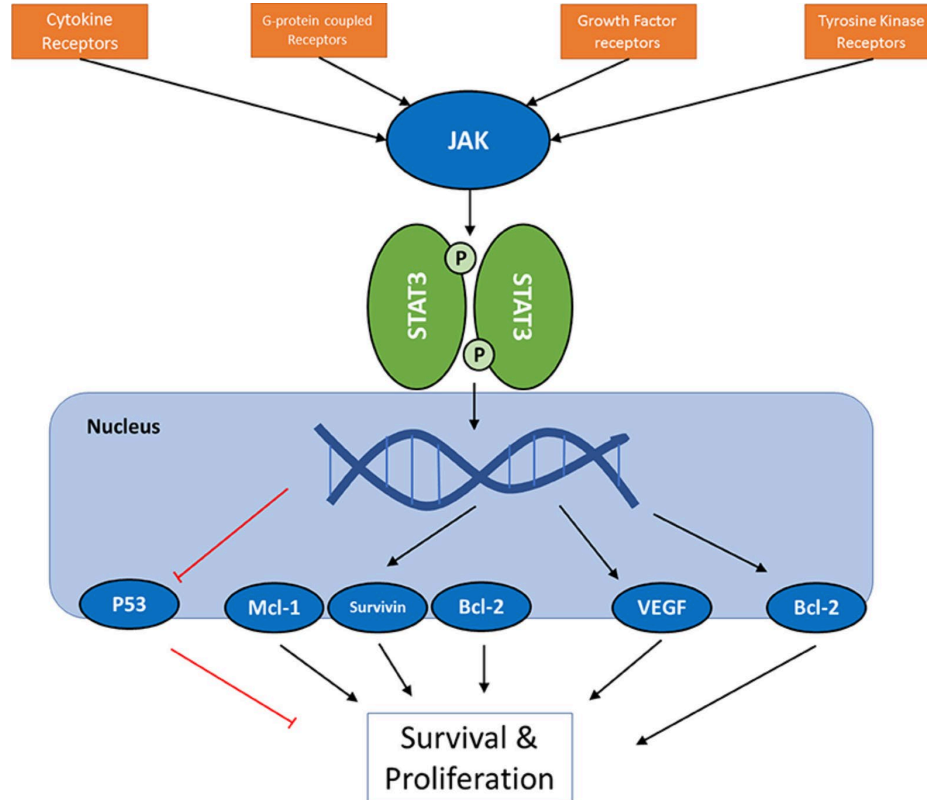 Cytokine
Receptors
G-protein coupled
Receptors
Growth Factor
receptors
Tyrosine Kinase
Receptors
JAK
P
STAT3
STAT3
P
Nucleus
P53
Mcl-1
Survivin
Bcl-2
VEGF
Bcl-2
Survival &
Proliferation